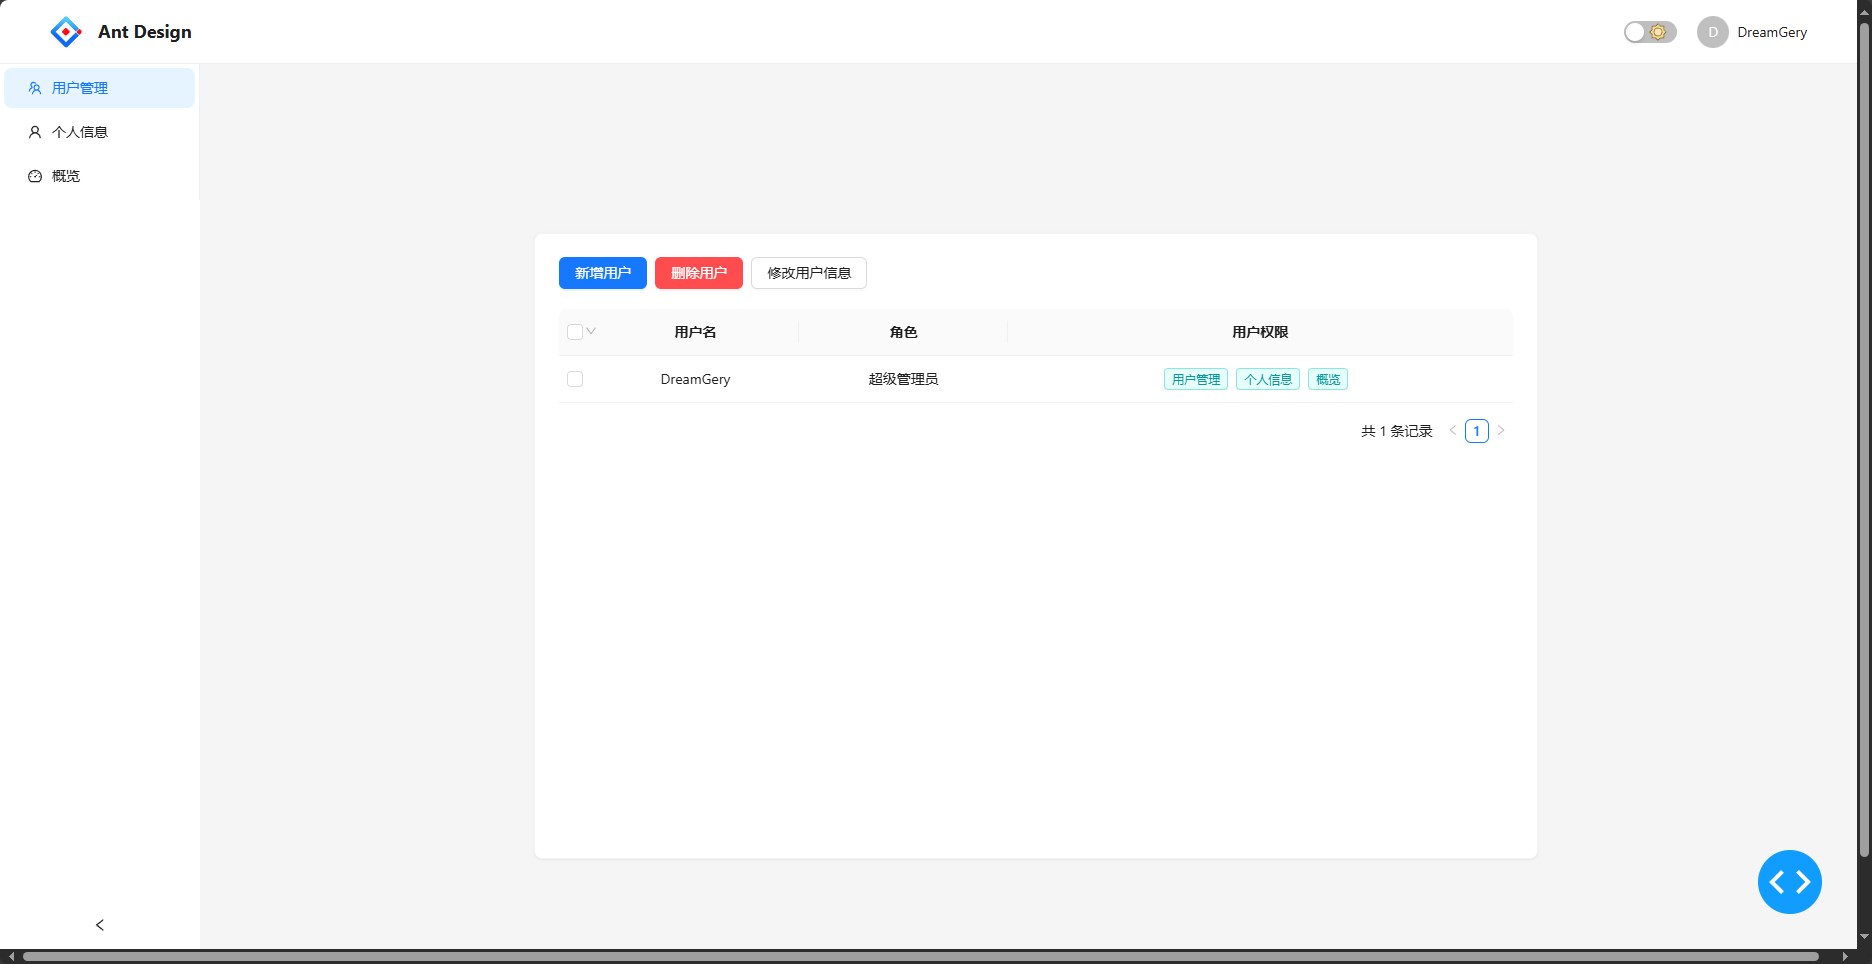 Ant Design
D DreamGery
用户管理
个人信息
概览
新增用户 删除用户 修改用户信息
用户名 角色 用户权限
DreamGery 超级管理员 用户管理 个人信息 概览
共 1 条记录 1